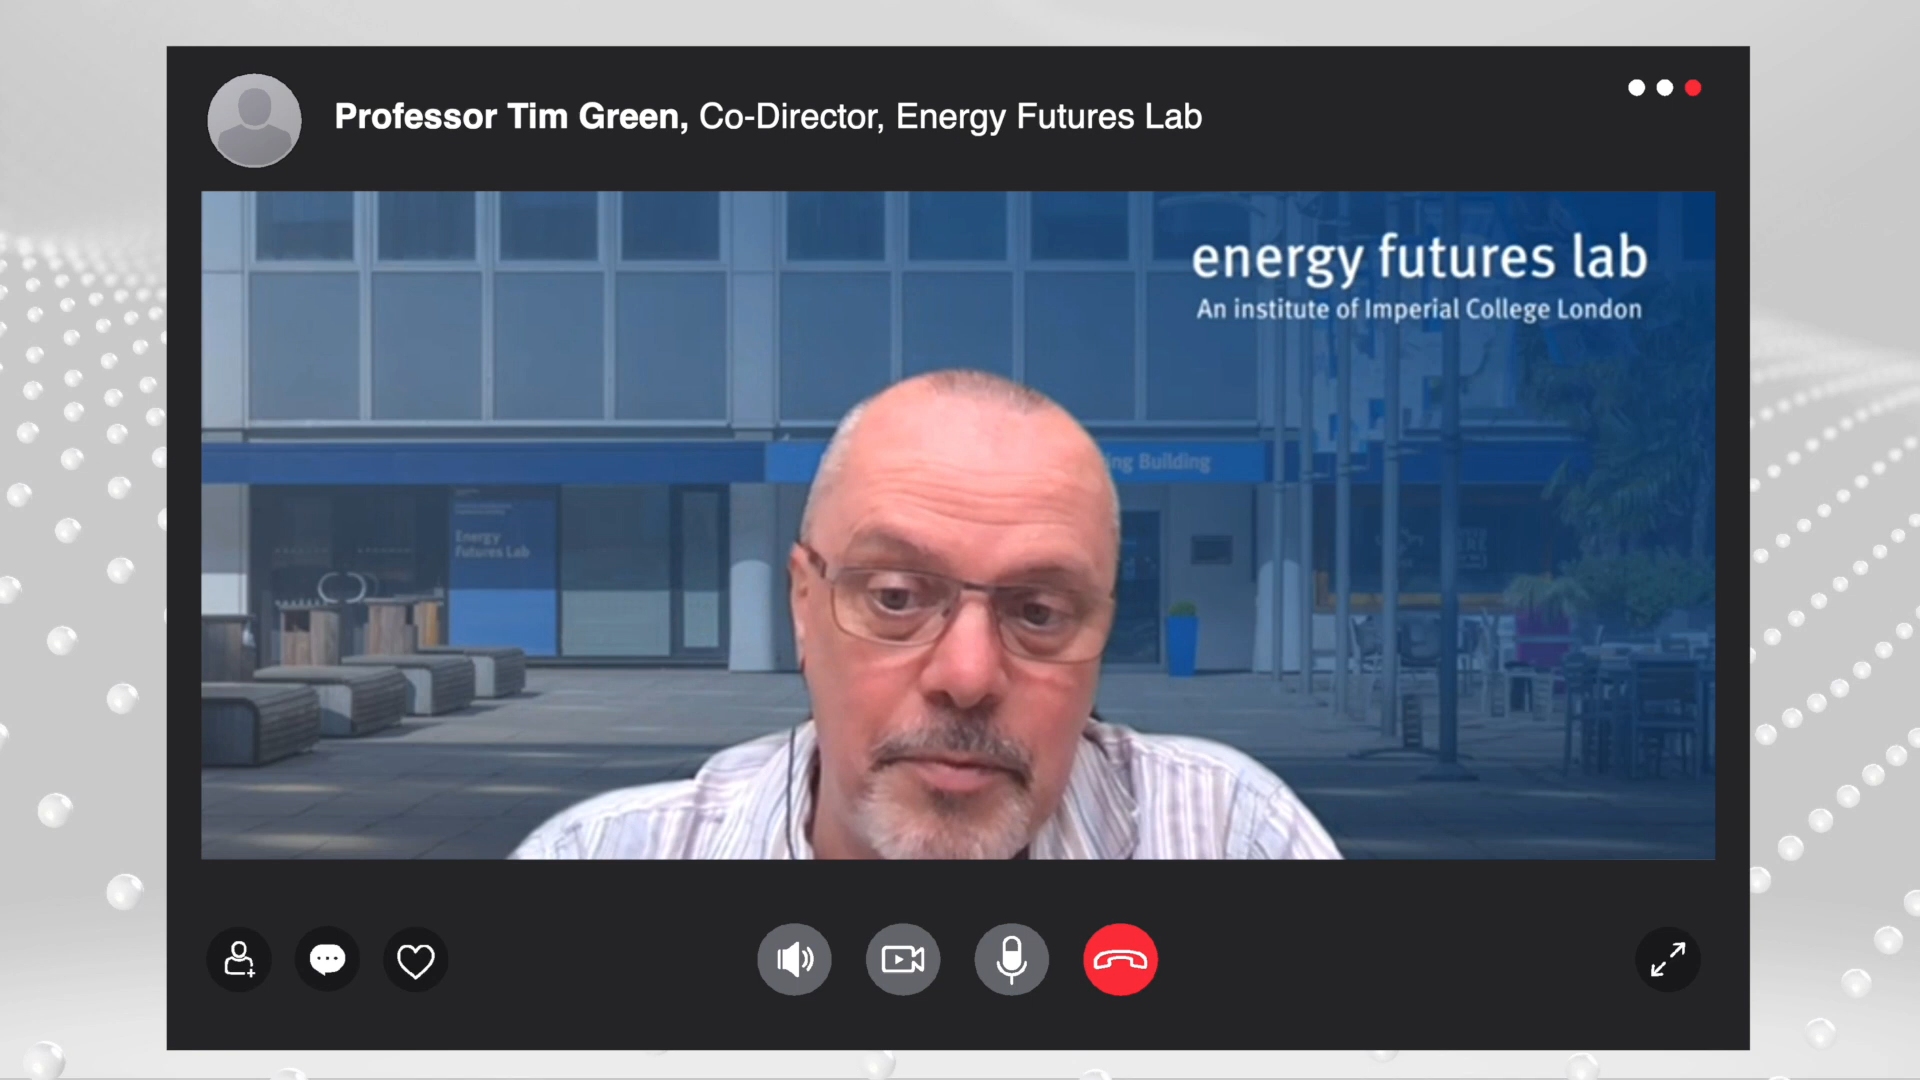 Professor Tim Green, Co-Director, Energy Futures Lab
energy futures lab
An institute of Imperial College London
ing Building
Energy
Futures Lab